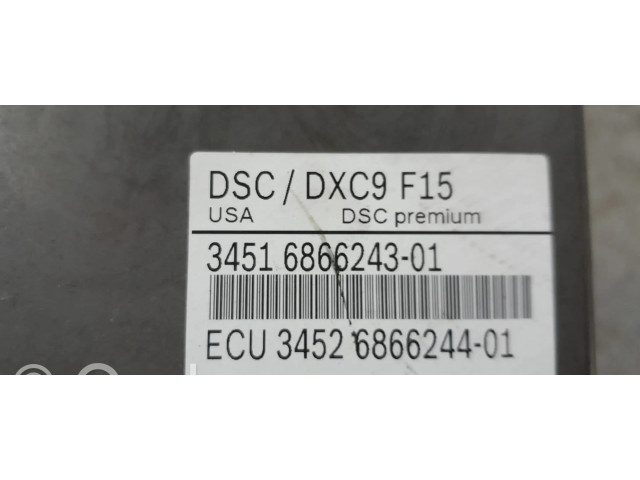 DSC / DXC9 F15
USA DSC premium
3451 6866243-01
ECU 3452 6866244-01